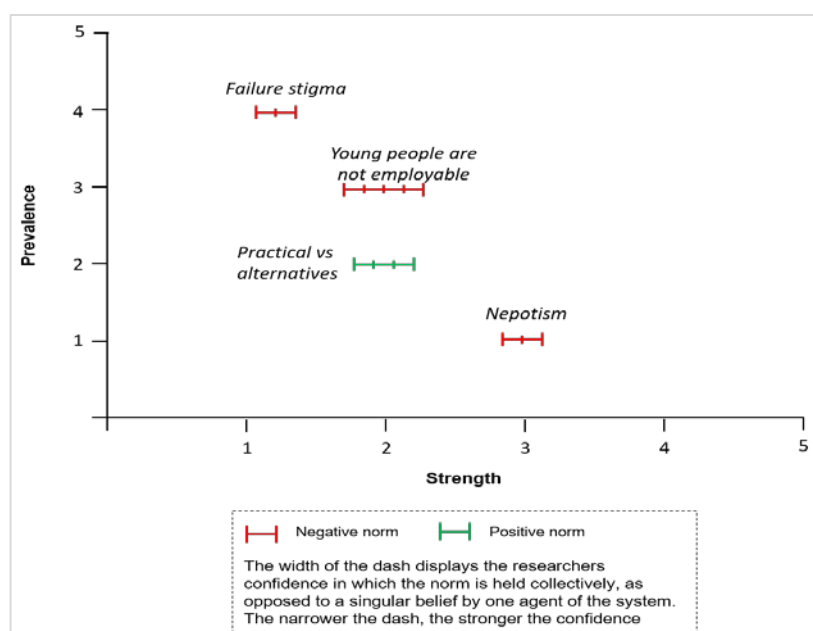 5
Failure stigma
4
Young people are
not employable
3
Prevalence
Practical vs
alternatives
2
Nepotism
1
1
2
3
4
5
Strength
Negative norm
Positive norm
The width of the dash displays the researchers
confidence in which the norm is held collectively, as
opposed to a singular belief by one agent of the system.
The narrower the dash, the stronger the confidence